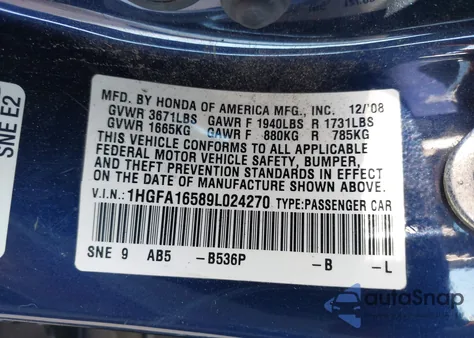 SNE E2
MFD. BY HONDA OF AMERICA MFG., INC. 12/'08
GVWR 3671LBS GAWR F 1940LBS R 1731LBS
GVWR 1665KG GAWR F 880KG R 785KG
THIS VEHICLE CONFORMS TO ALL APPLICABLE
FEDERAL MOTOR VEHICLE SAFETY, BUMPER,
AND THEFT PREVENTION STANDARDS IN EFFECT
ON THE DATE OF MANUFACTURE SHOWN ABOVE.
V.I.N.: 1HGFA16589L024270 TYPE:PASSENGER CAR
SNE 9 AB5 -B536P -B -L
autoSnap